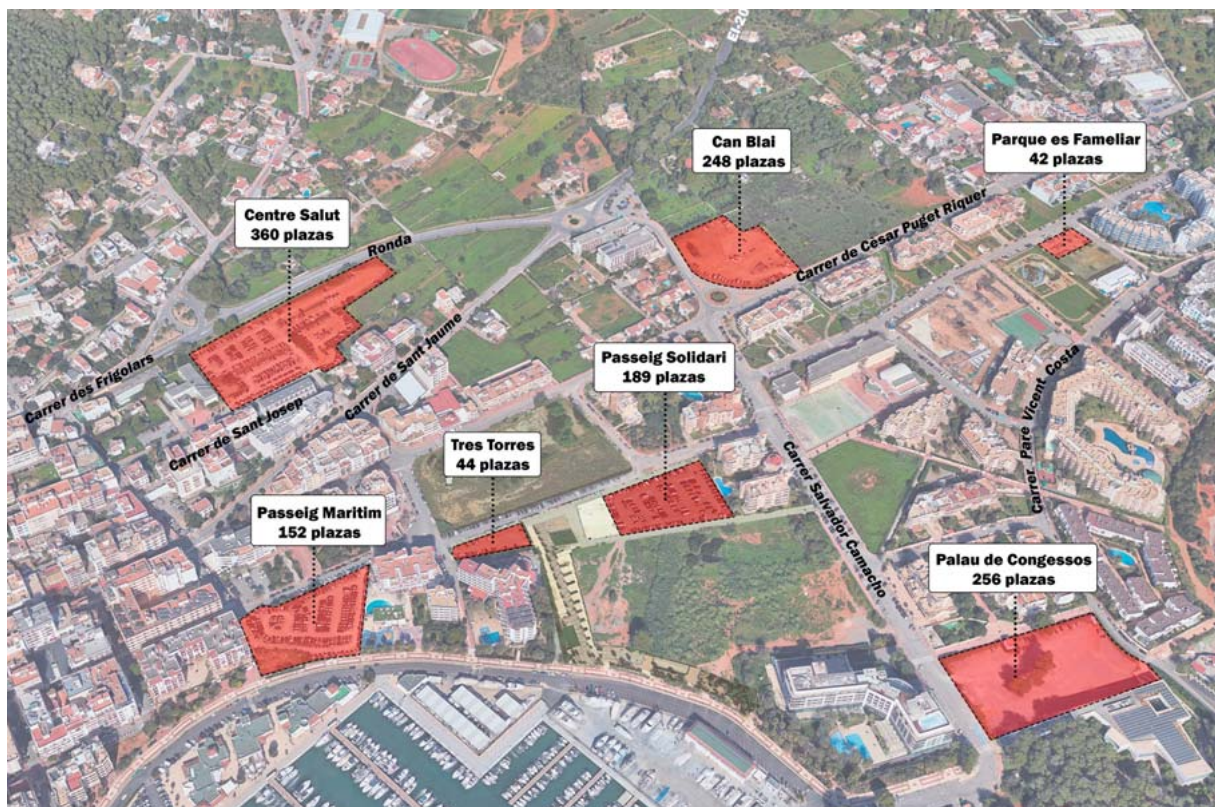 EI-20
Can Blai
248 plazas
Parque es Fameliar
42 plazas
Centre Salut
360 plazas
Ronda
Carrer de Cesar Puget Riquer
Passeig Solidari
189 plazas
Carrer des Frigolars
Carrer de Sant Josep
Carrer de Sant Jaume
Carrer Pare Vicent Costa
Tres Torres
44 plazas
Carrer Salvador Camacho
Passeig Maritim
152 plazas
Palau de Congessos
256 plazas